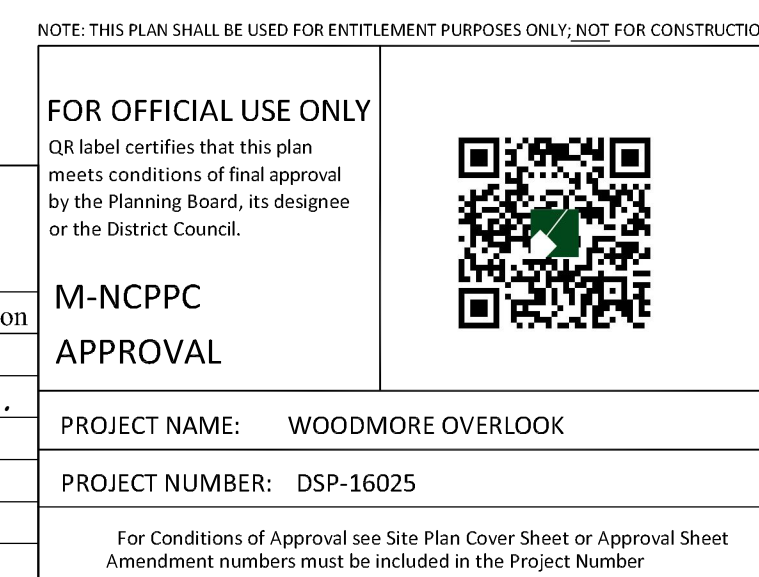 NOTE: THIS PLAN SHALL BE USED FOR ENTITLEMENT PURPOSES ONLY; NOT FOR CONSTRUCTIO
FOR OFFICIAL USE ONLY
QR label certifies that this plan
meets conditions of final approval
by the Planning Board, its designee
or the District Council.
M-NCPPC
APPROVAL
on
.
PROJECT NAME: WOODMORE OVERLOOK
PROJECT NUMBER: DSP-16025
For Conditions of Approval see Site Plan Cover Sheet or Approval Sheet
Amendment numbers must be included in the Project Number